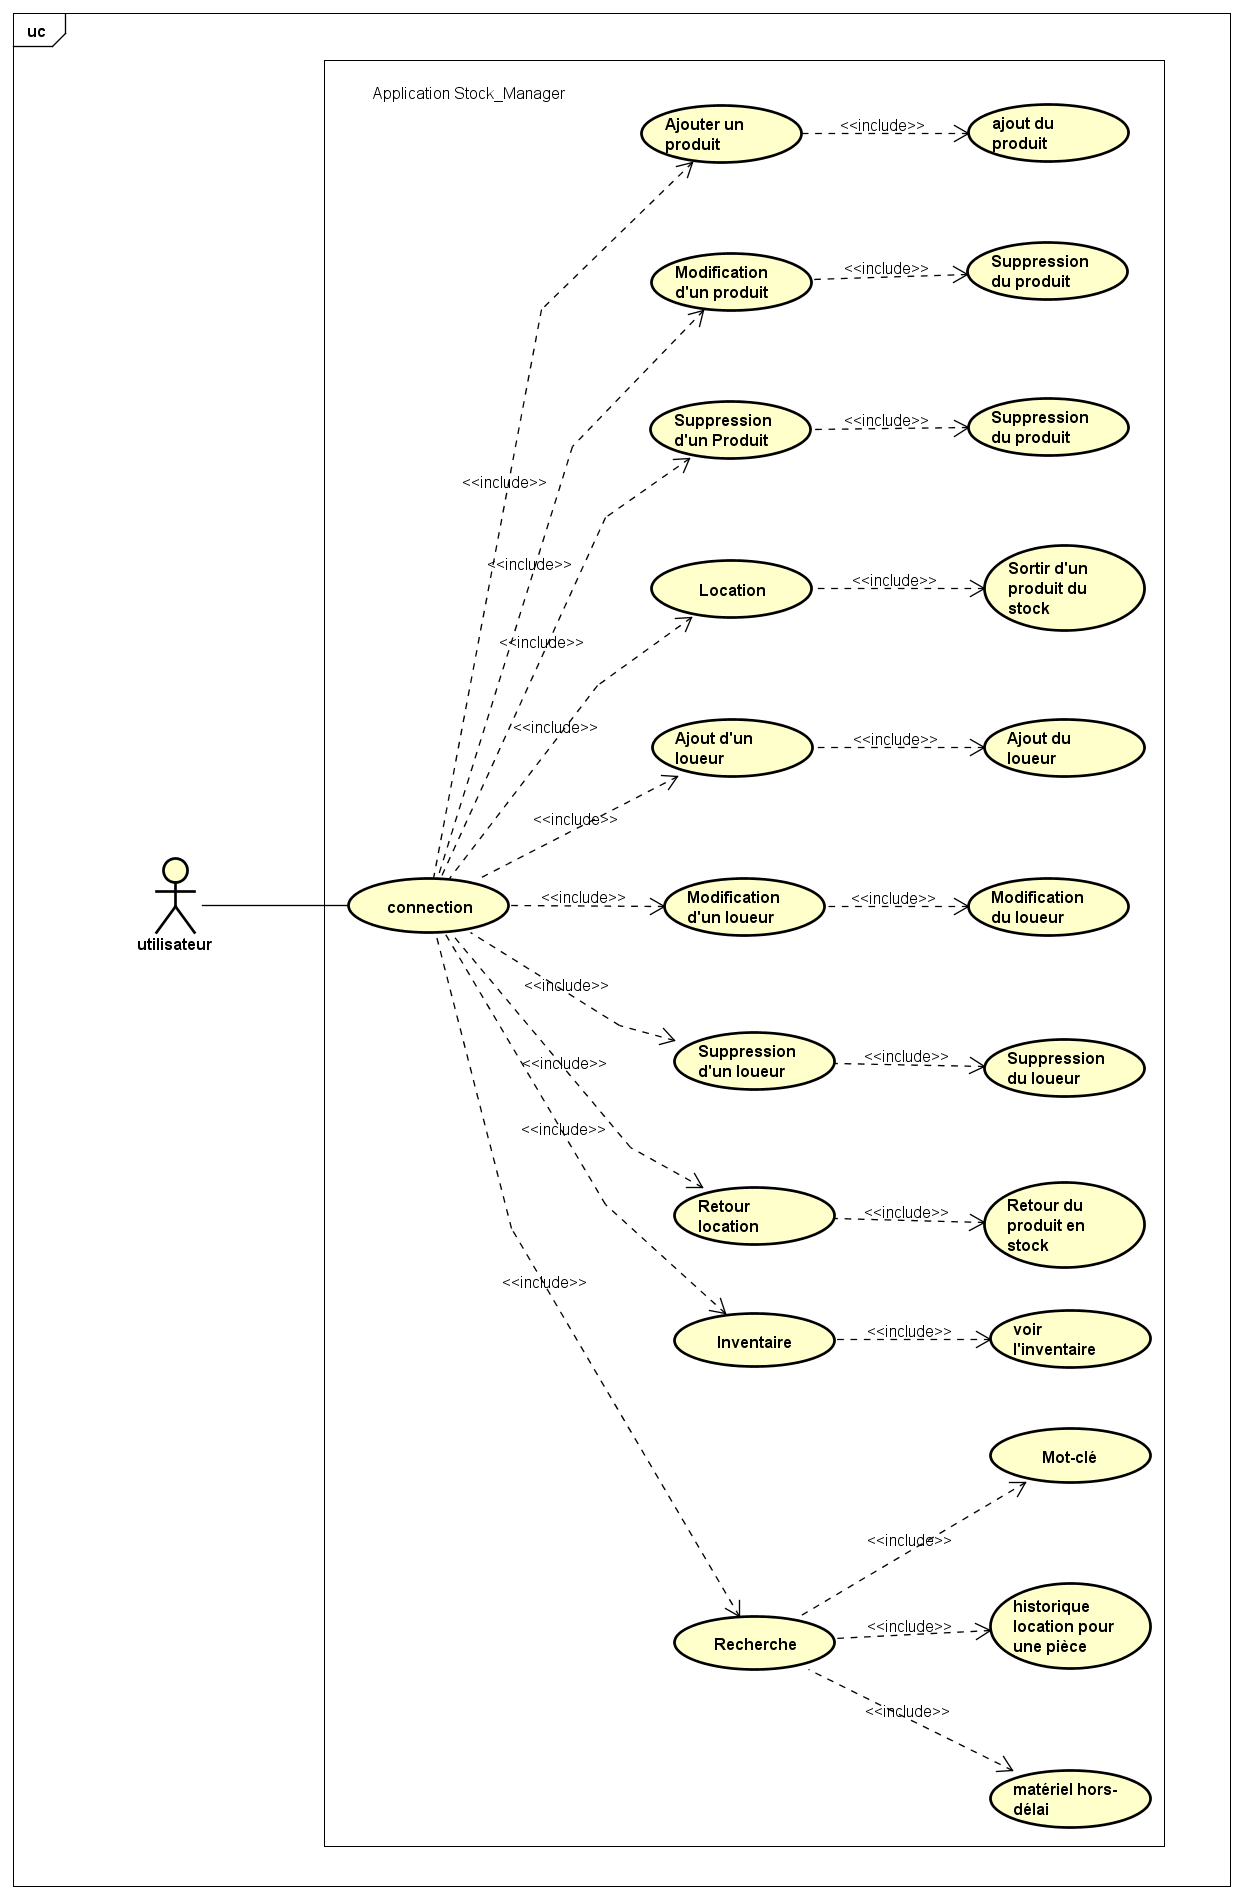 uc
Application Stock_Manager
Ajouter un
produit
<<include>>
ajout du
produit
Modification
d'un produit
<<include>>
Suppression
du produit
Suppression
d'un Produit
<<include>>
Suppression
du produit
<<include>>
<<include>>
Location
<<include>>
Sortir d'un
produit du
stock
<<include>>
<<include>>
Ajout d'un
loueur
<<include>>
Ajout du
loueur
<<include>>
utilisateur
connection
<<include>>
Modification
d'un loueur
<<include>>
Modification
du loueur
<<include>>
<<include>>
Suppression
d'un loueur
<<include>>
Suppression
du loueur
<<include>>
Retour
location
<<include>>
Retour du
produit en
stock
<<include>>
Inventaire
<<include>>
voir
l'inventaire
Mot-clé
<<include>>
Recherche
<<include>>
historique
location pour
une pièce
<<include>>
matériel hors-
délai